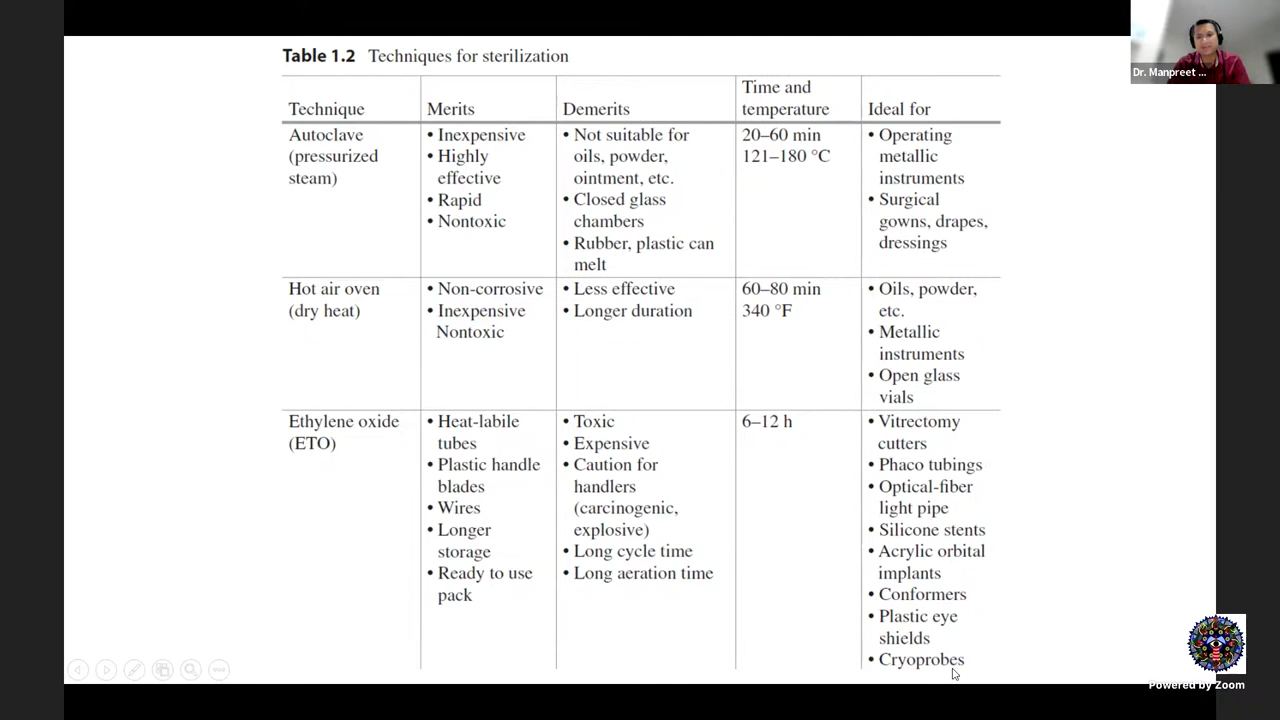 Table 1.2 Techniques for sterilization
Technique
Merits
Demerits
Time and
temperature
Ideal for
Autoclave
(pressurized
steam)
• Inexpensive
• Highly
effective
• Rapid
• Nontoxic
• Not suitable for
oils, powder,
ointment, etc.
• Closed glass
chambers
• Rubber, plastic can
melt
20–60 min
121–180 °C
• Operating
metallic
instruments
• Surgical
gowns, drapes,
dressings
Hot air oven
(dry heat)
• Non-corrosive
• Inexpensive
Nontoxic
• Less effective
• Longer duration
60–80 min
340 °F
• Oils, powder,
etc.
• Metallic
instruments
• Open glass
vials
Ethylene oxide
(ETO)
• Heat-labile
tubes
• Plastic handle
blades
• Wires
• Longer
storage
• Ready to use
pack
• Toxic
• Expensive
• Caution for
handlers
(carcinogenic,
explosive)
• Long cycle time
• Long aeration time
6–12 h
• Vitrectomy
cutters
• Phaco tubings
• Optical-fiber
light pipe
• Silicone stents
• Acrylic orbital
implants
• Conformers
• Plastic eye
shields
• Cryoprobes
Dr. Manpreet ...
Powered by Zoom